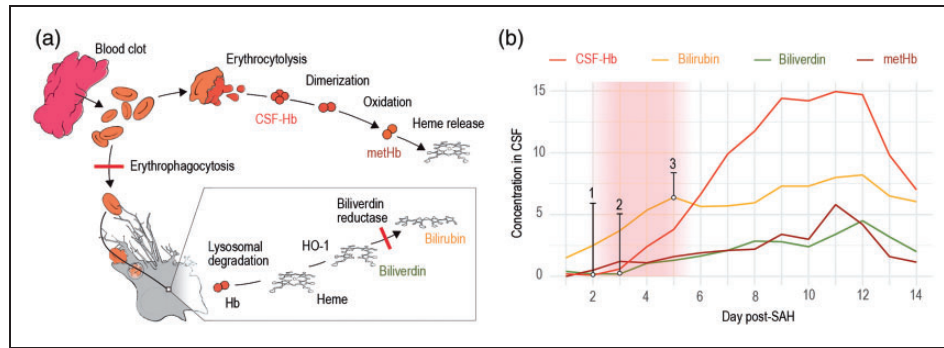 (a)
Blood clot
Erythrocytolysis
Dimerization
Oxidation
Heme release
CSF-Hb
metHb
Erythrophagocytosis
Biliverdin
reductase
HO-1
Bilirubin
Lysosomal
degradation
Biliverdin
Hb
Heme
(b)
CSF-Hb Bilirubin Biliverdin metHb
Concentration in CSF
15
10
5
0
1
2
3
2 4 6 8 10 12 14
Day post-SAH